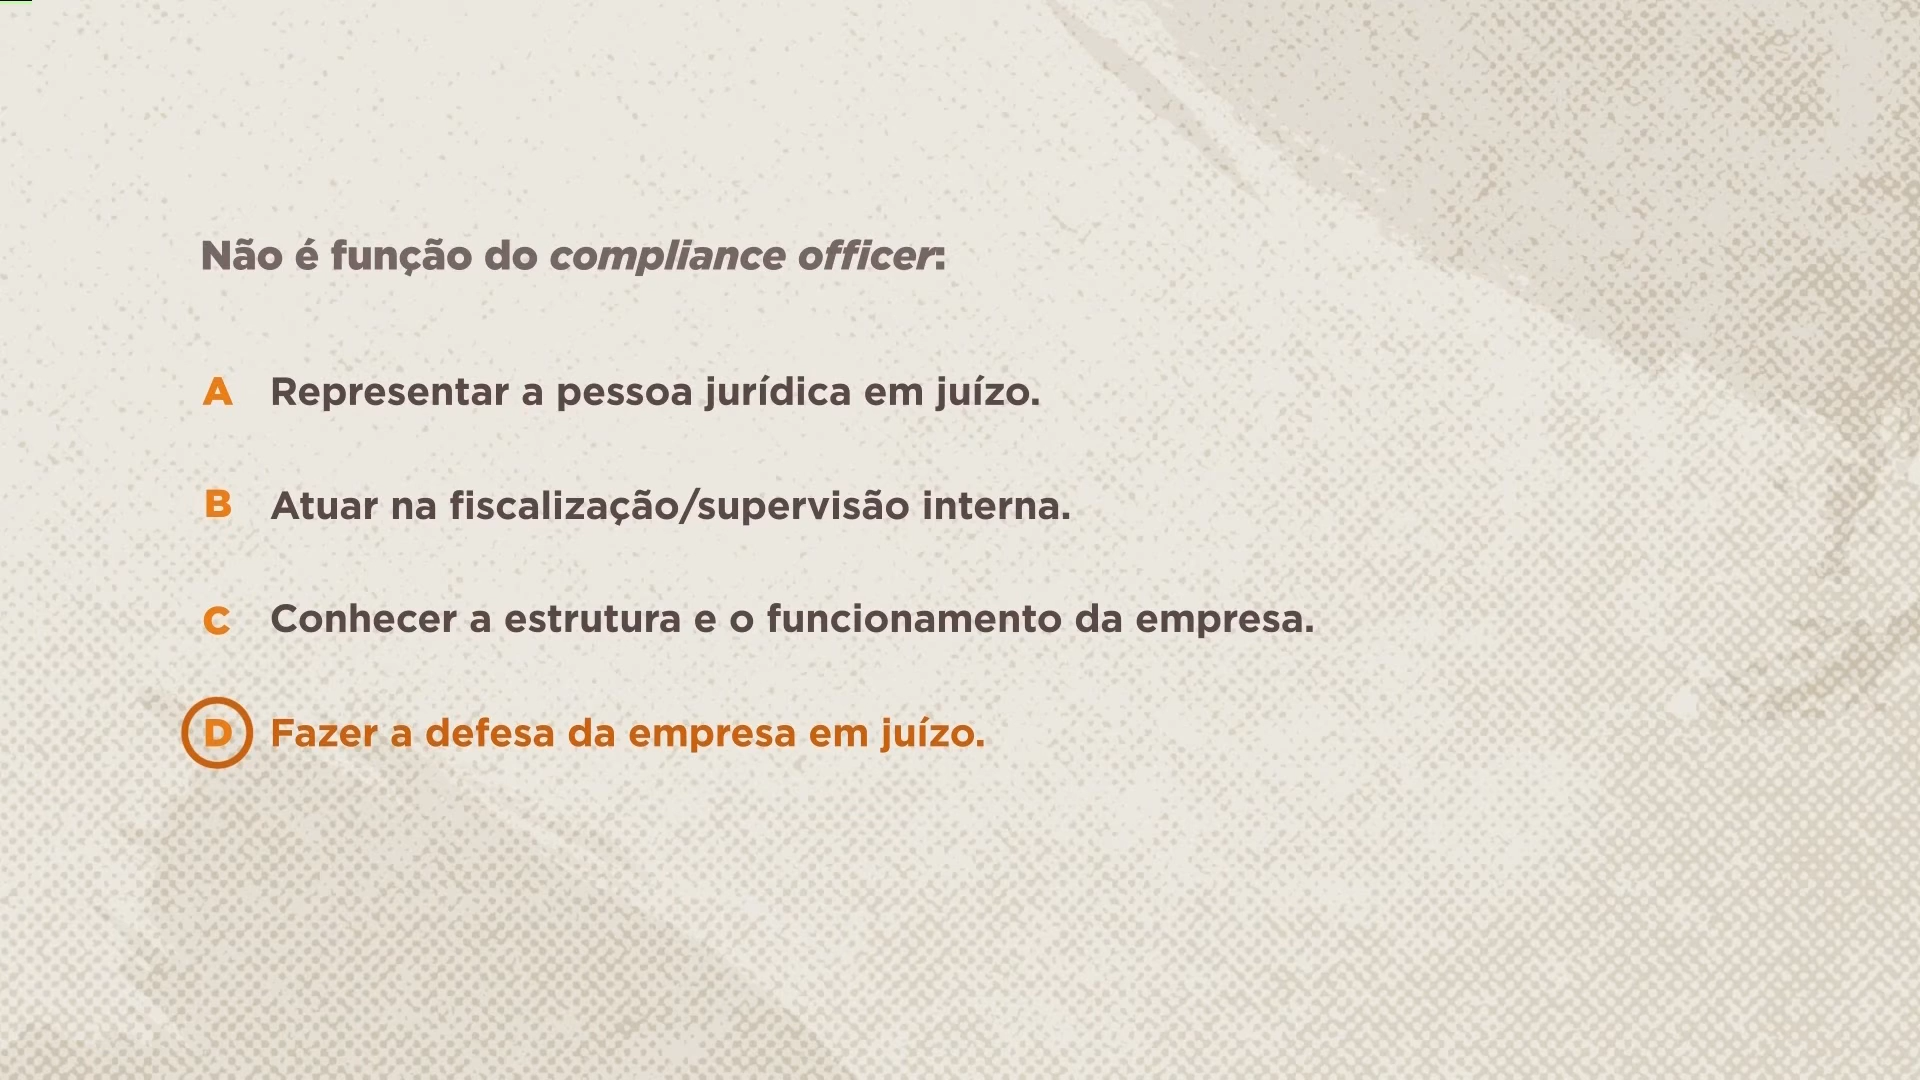 Não é função do compliance officer:
A Representar a pessoa jurídica em juízo.
B Atuar na fiscalização/supervisão interna.
C Conhecer a estrutura e o funcionamento da empresa.
D Fazer a defesa da empresa em juízo.